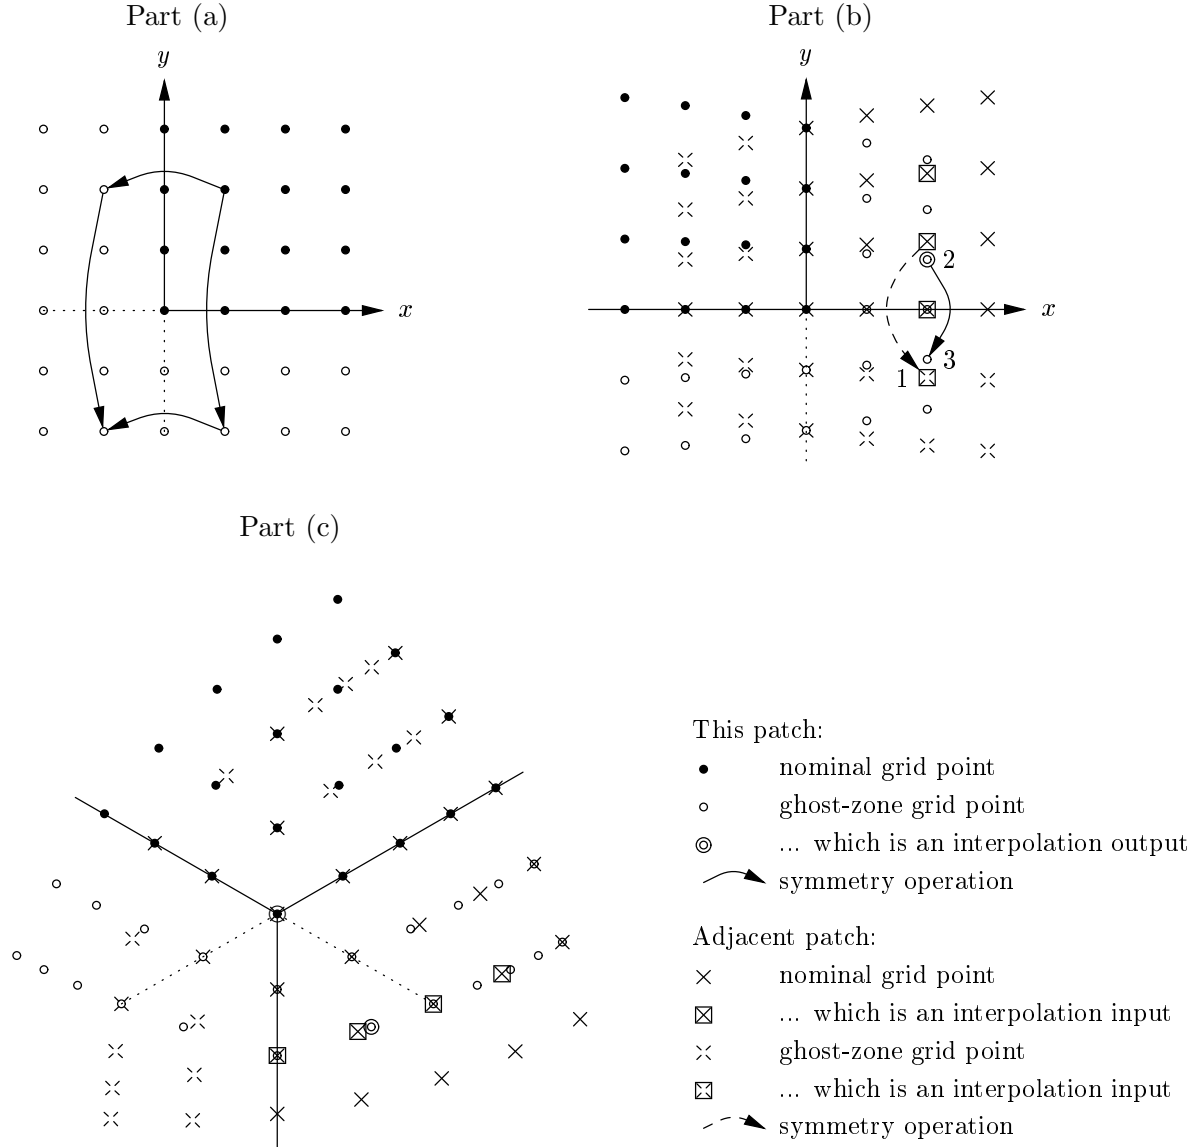 Part (a)
Part (b)
y
y
x
x
2
1
3
Part (c)
This patch:
nominal grid point
ghost-zone grid point
... which is an interpolation output
symmetry operation
Adjacent patch:
nominal grid point
... which is an interpolation input
ghost-zone grid point
... which is an interpolation input
symmetry operation